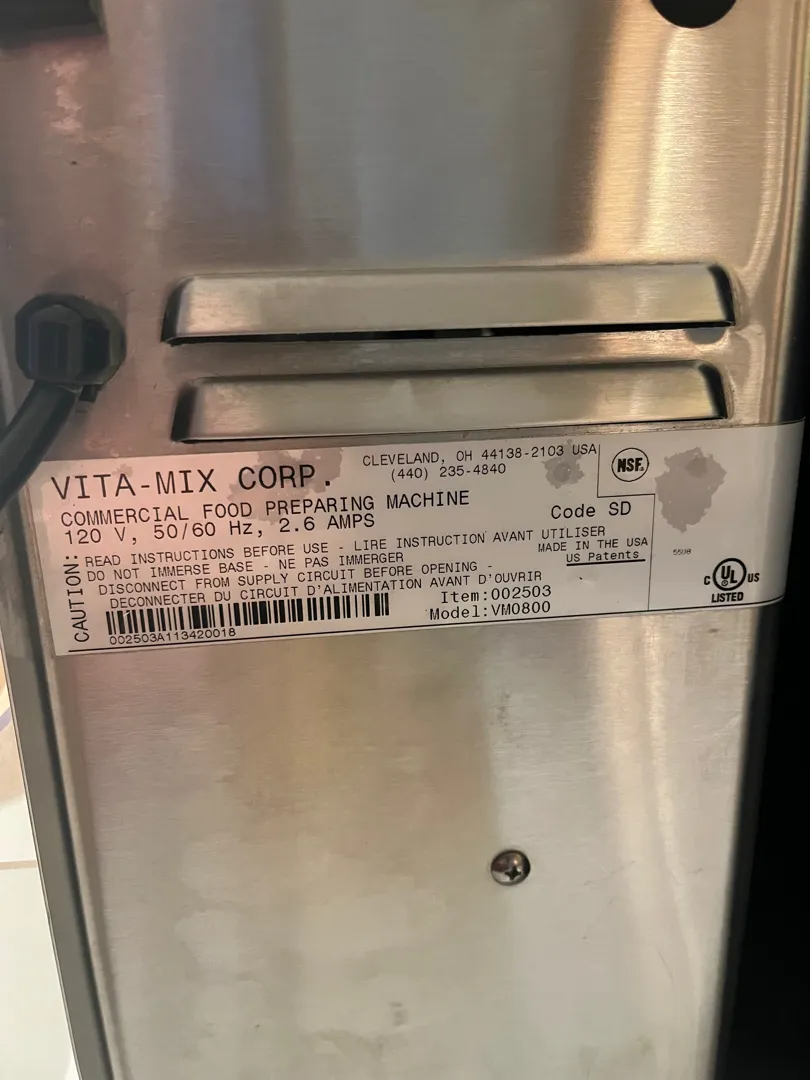 VITA-MIX CORP.
CLEVELAND, OH 44138-2103 USA
(440) 235-4840
NSF®
COMMERCIAL FOOD PREPARING MACHINE
120 V, 50/60 Hz, 2.6 AMPS
Code SD
CAUTION:
READ INSTRUCTIONS BEFORE USE - LIRE INSTRUCTION AVANT UTILISER
DO NOT IMMERSE BASE - NE PAS IMMERGER
DISCONNECT FROM SUPPLY CIRCUIT BEFORE OPENING -
DECONNECTER DU CIRCUIT D'ALIMENTATION AVANT D'OUVRIR
MADE IN THE USA
US Patents
55U8
C UL US
LISTED
Item:002503
Model:VM0800
002503A113420018